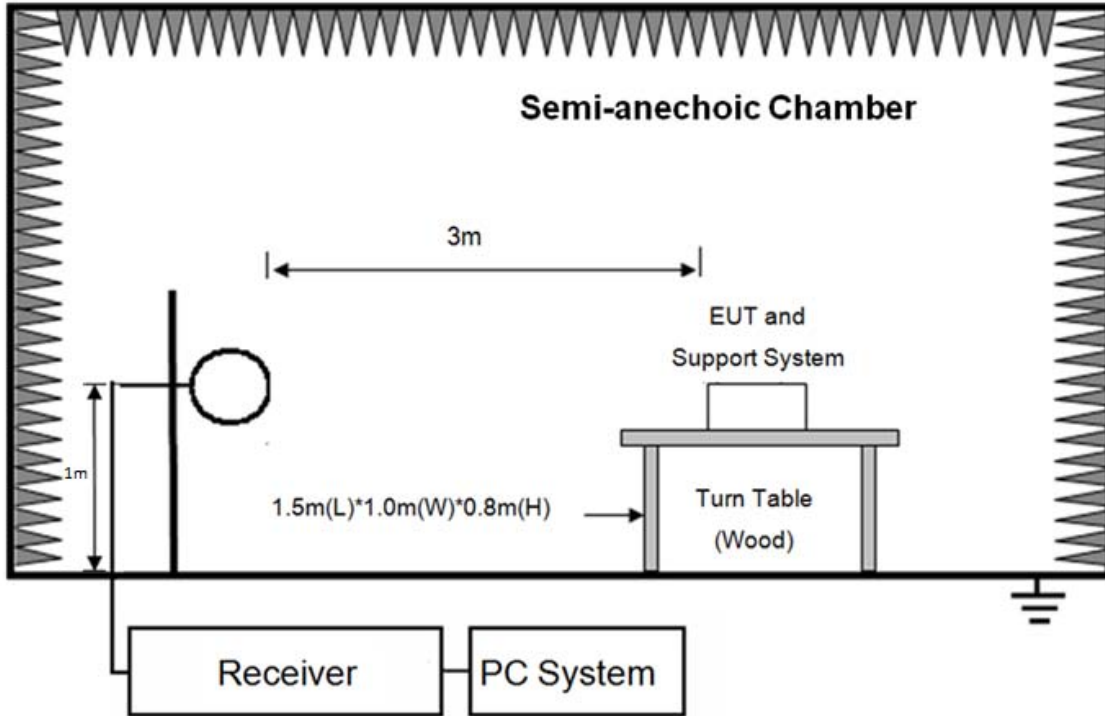 Semi-anechoic Chamber
3m
EUT and
Support System
1m
1.5m(L)*1.0m(W)*0.8m(H)
Turn Table
(Wood)
Receiver
PC System